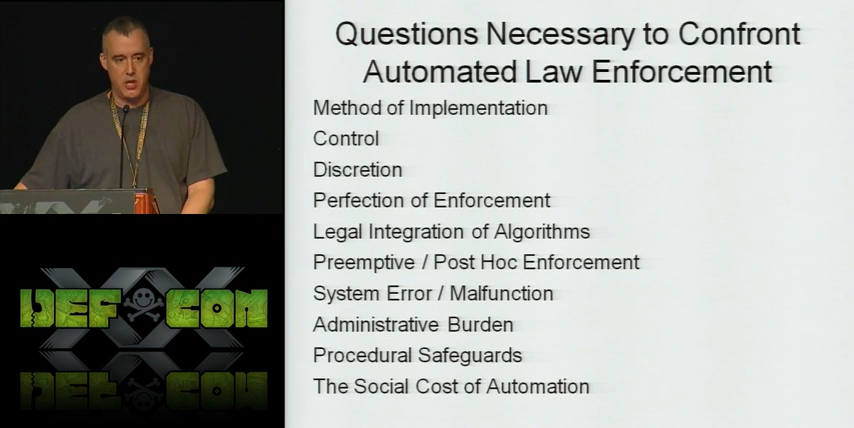 Questions Necessary to Confront
Automated Law Enforcement
Method of Implementation
Control
Discretion
Perfection of Enforcement
Legal Integration of Algorithms
Preemptive / Post Hoc Enforcement
System Error / Malfunction
Administrative Burden
Procedural Safeguards
The Social Cost of Automation
XX
DEF CON